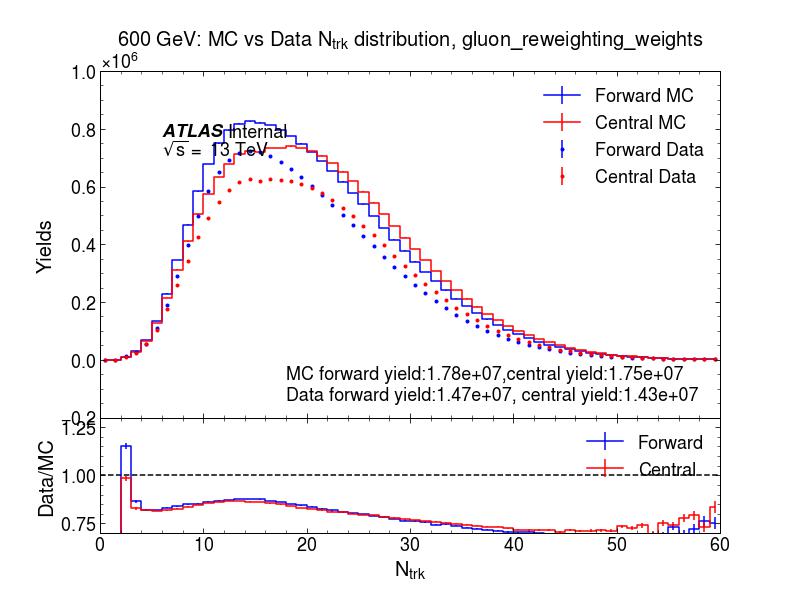 600 GeV: MC vs Data N_trk distribution, gluon_reweighting_weights
×10⁶
1.0
0.8
0.6
0.4
0.2
0.0
0.2
Yields
ATLAS Internal
√s = 13 TeV
Forward MC
Central MC
Forward Data
Central Data
MC forward yield:1.78e+07,central yield:1.75e+07
Data forward yield:1.47e+07, central yield:1.43e+07
1.25
1.00
0.75
Data/MC
Forward
Central
0 10 20 30 40 50 60
N_trk